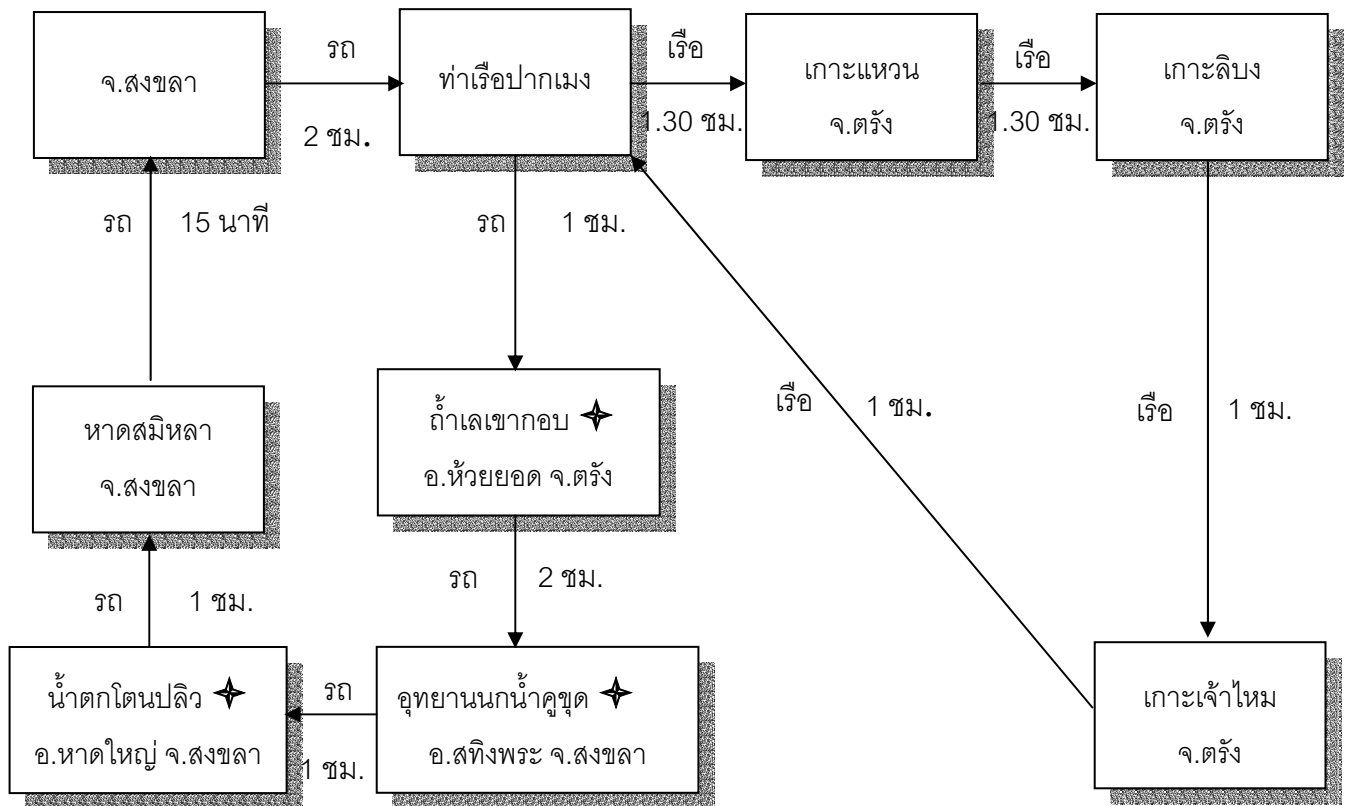 จ.สงขลา
รถ
2 ชม.
ท่าเรือปากเมง
เรือ
1.30 ชม.
เกาะแหวน
จ.ตรัง
เรือ
1.30 ชม.
เกาะลิบง
จ.ตรัง
รถ
15 นาที
รถ
1 ชม.
หาดสมิหลา
จ.สงขลา
ถ้ำเลเขากอบ
อ.ห้วยยอด จ.ตรัง
เรือ
1 ชม.
เรือ
1 ชม.
รถ
1 ชม.
รถ
2 ชม.
น้ำตกโตนปลิว
อ.หาดใหญ่ จ.สงขลา
รถ
1 ชม.
อุทยานนกน้ำคูขุด
อ.สทิงพระ จ.สงขลา
เกาะเจ้าไหม
จ.ตรัง